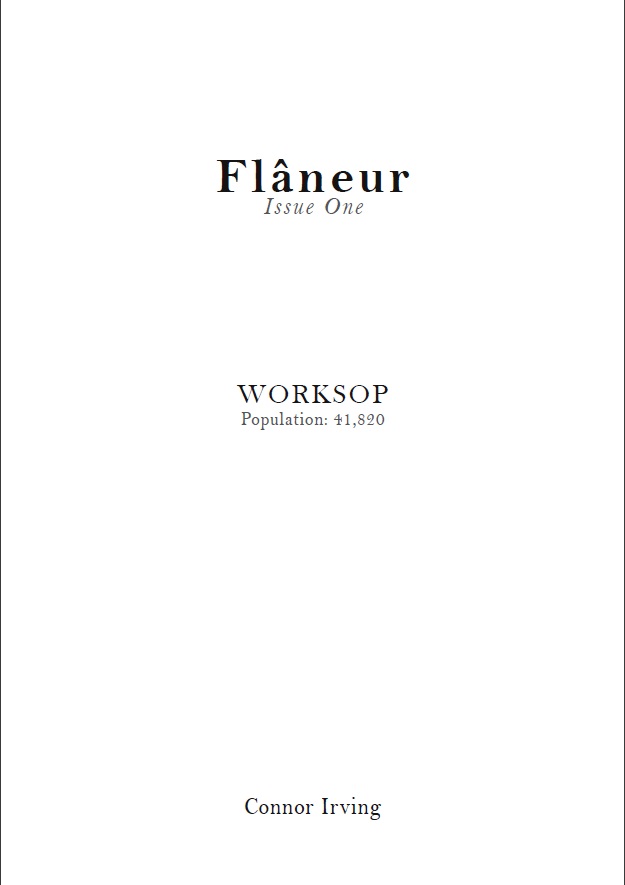 Flâneur
Issue One
WORKSOP
Population: 41,820
Connor Irving